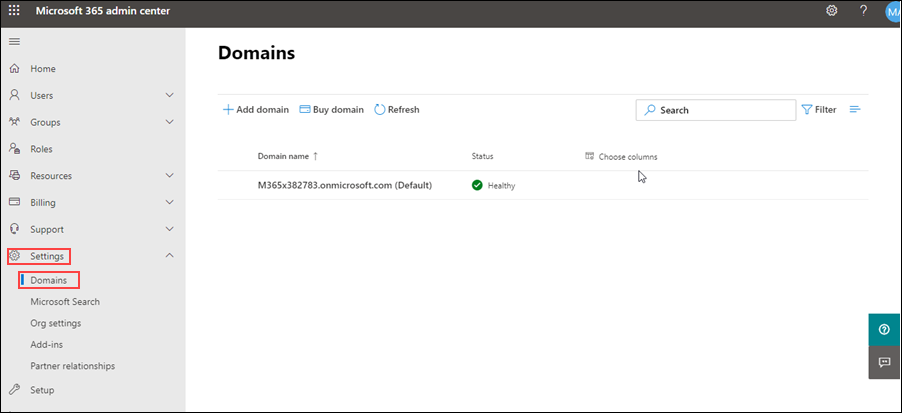 Microsoft 365 admin center
? MA
Home
Users
Groups
Roles
Resources
Billing
Support
Settings
Domains
Microsoft Search
Org settings
Add-ins
Partner relationships
Setup
Domains
Add domain Buy domain Refresh Search Filter
Domain name ↑ Status Choose columns
M365x382783.onmicrosoft.com (Default) Healthy